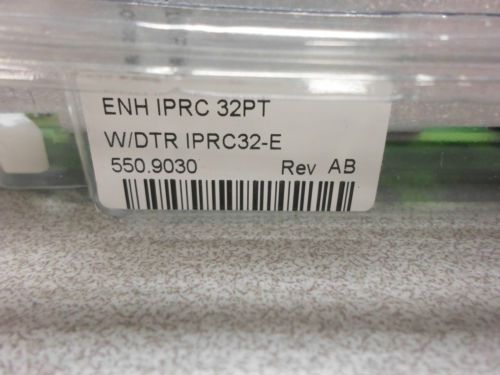 ENH IPRC 32PT
W/DTR IPRC32-E
550.9030 Rev AB